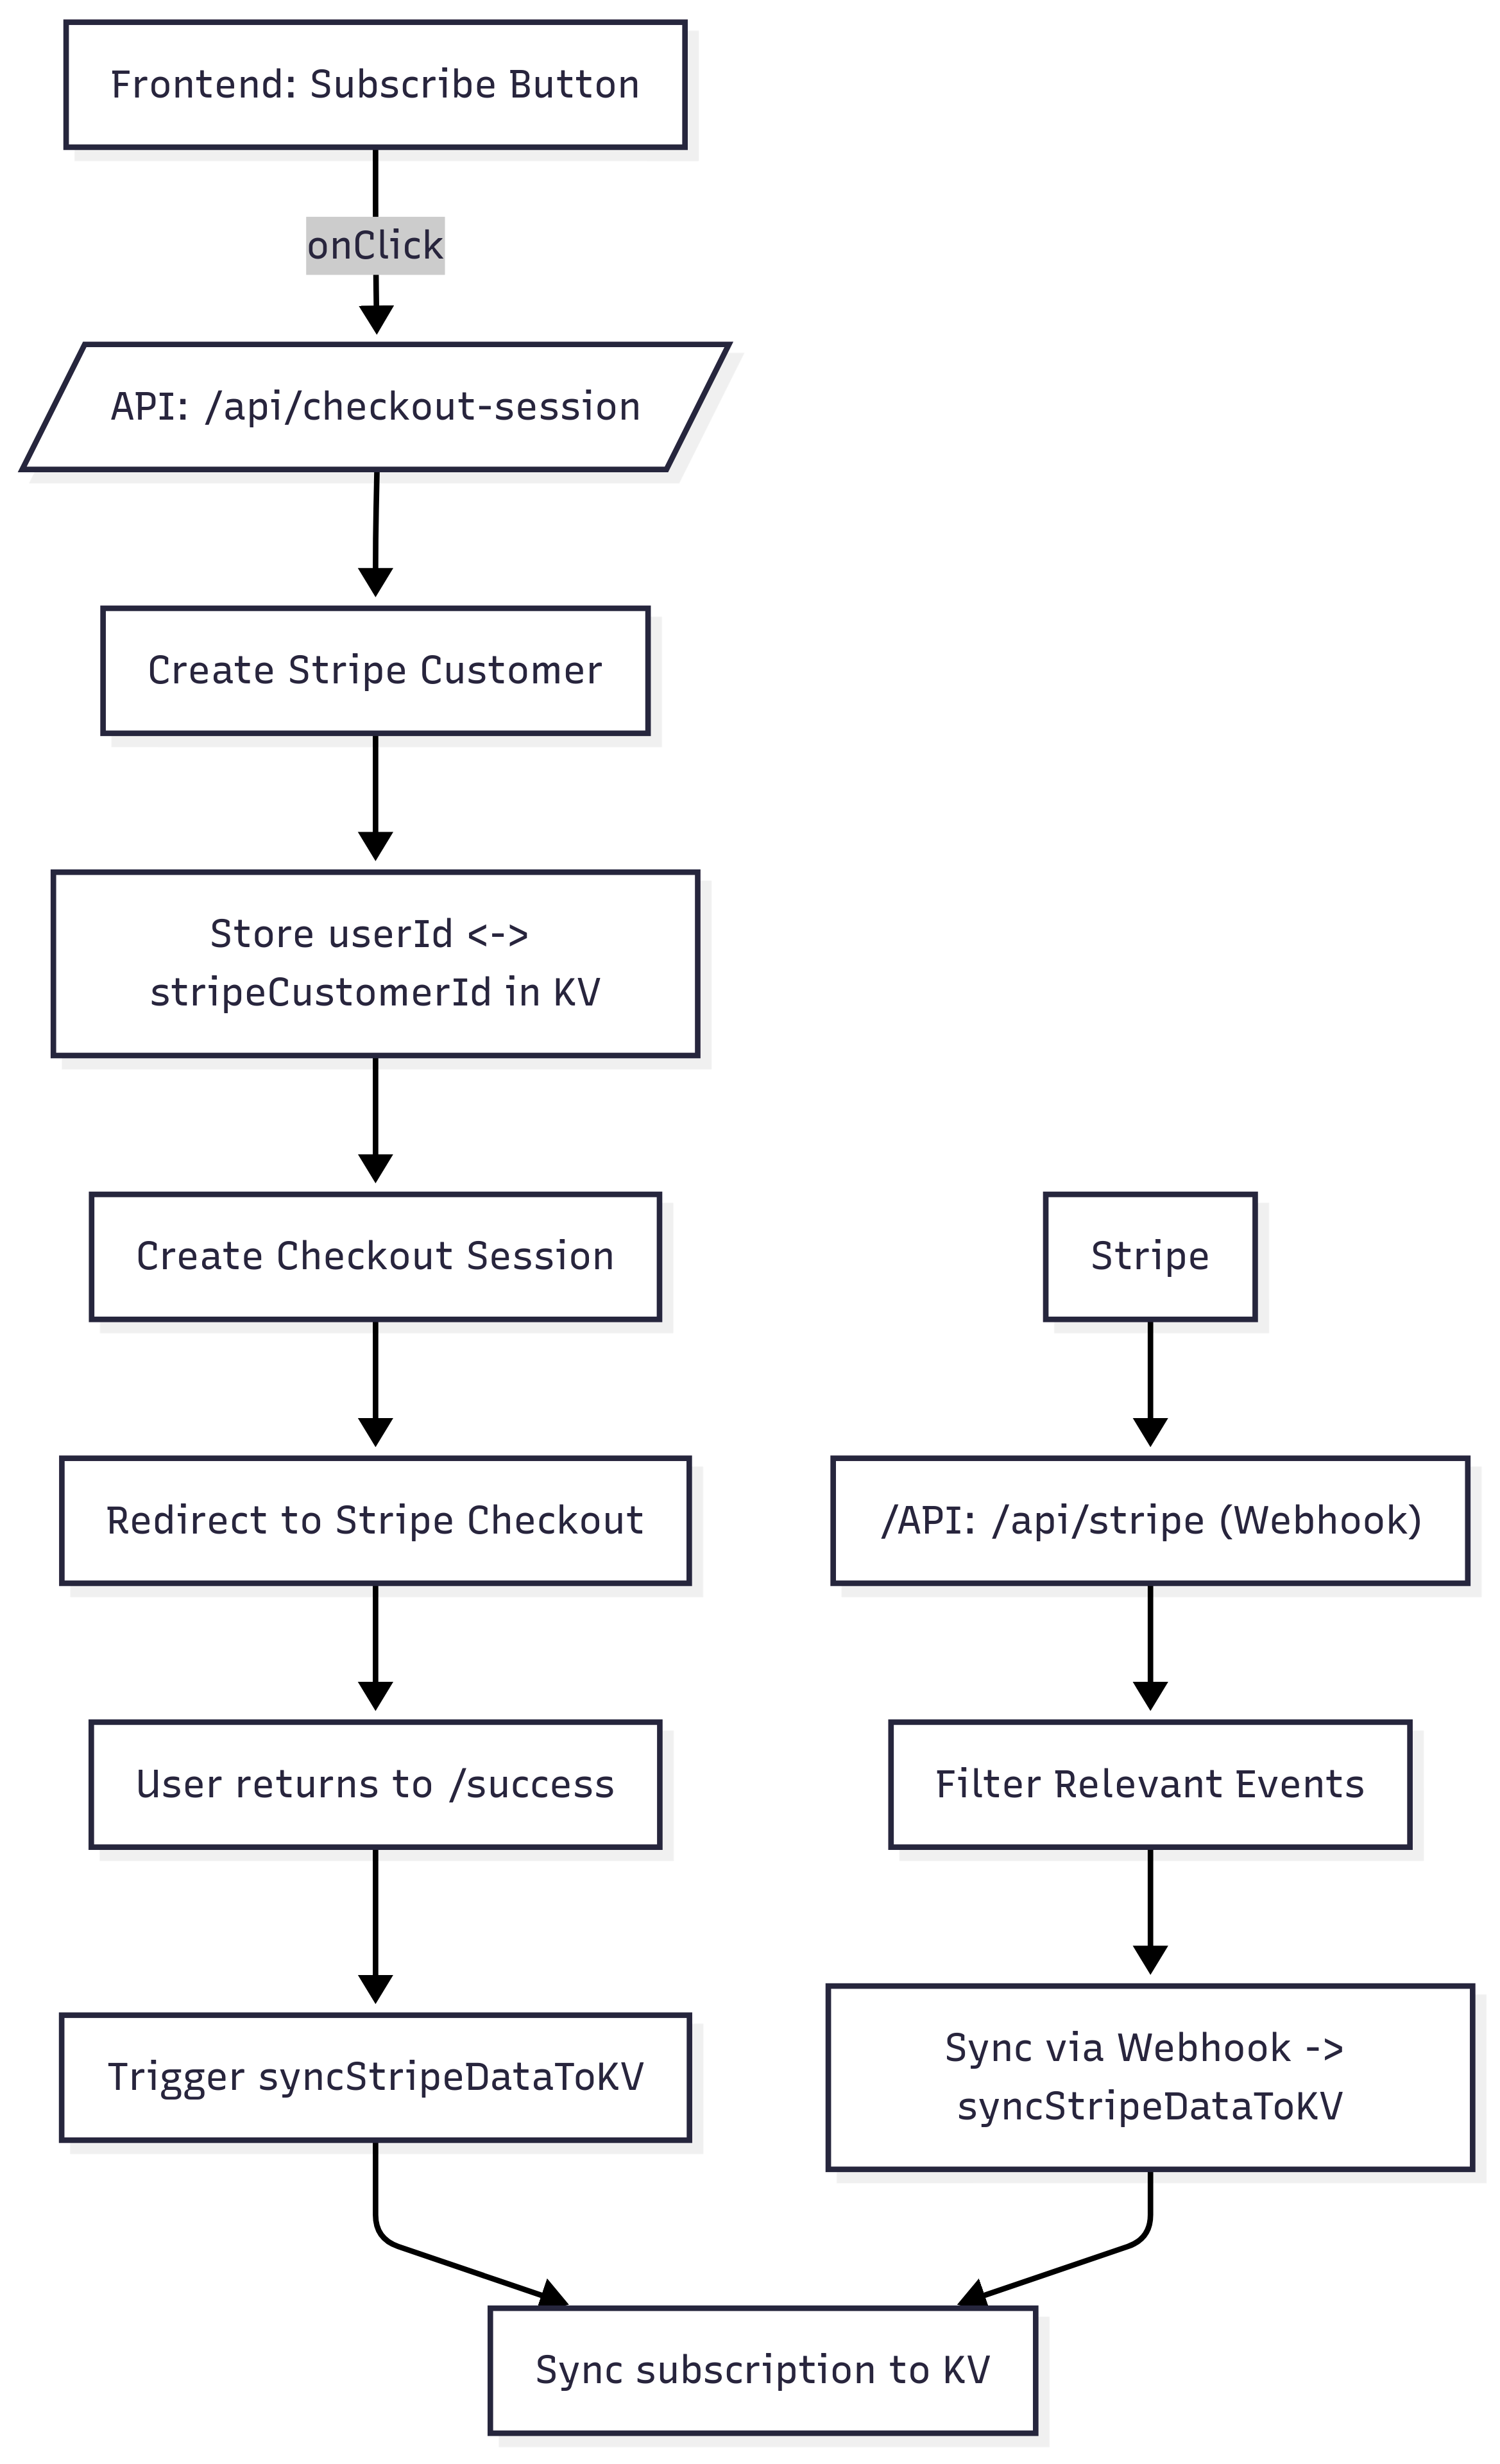 Frontend: Subscribe Button
onClick
API: /api/checkout-session
Create Stripe Customer
Store userId <->
stripeCustomerId in KV
Create Checkout Session
Redirect to Stripe Checkout
User returns to /success
Trigger syncStripeDataToKV
Stripe
/API: /api/stripe (Webhook)
Filter Relevant Events
Sync via Webhook ->
syncStripeDataToKV
Sync subscription to KV